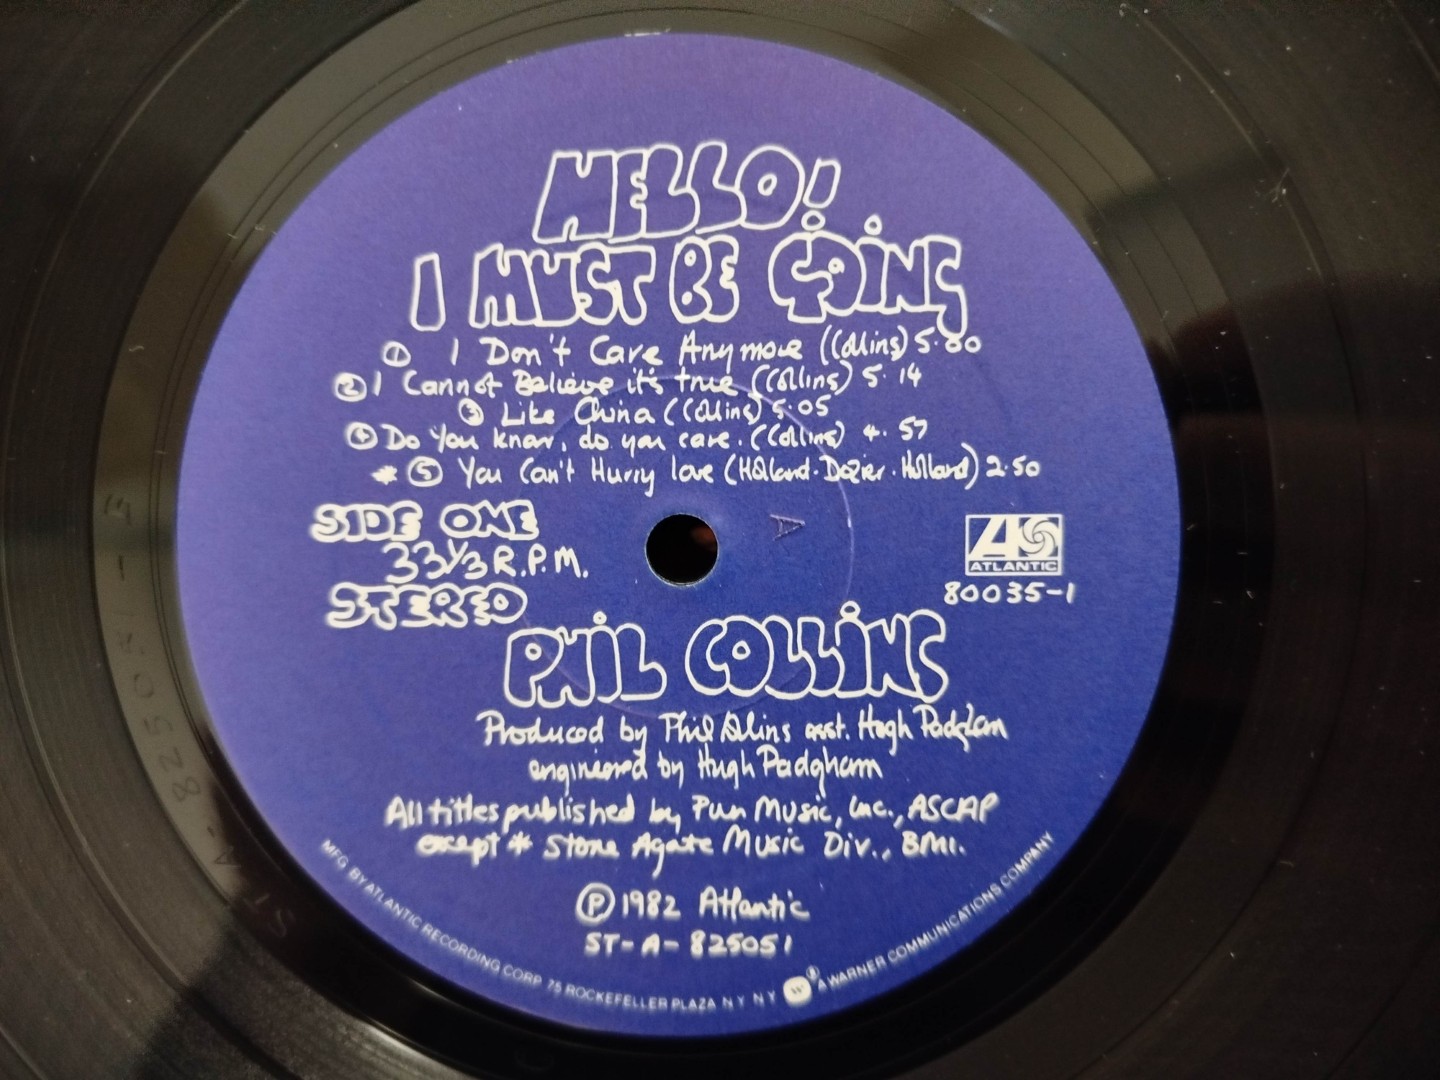 HELLO!
I MUST BE GOING
① I Don't Care Anymore (Collins) 5.00
② I Cannot Believe it's true (Collins) 5.14
③ Like China (Collins) 5.05
④ Do You know, do you care. (Collins) 4.57
* ⑤ You Can't Hurry love (Holland.Dozier.Holland) 2.50
SIDE ONE
33⅓ R.P.M.
STEREO
ATLANTIC
80035-1
PHIL COLLINS
Produced by Phil Collins asst. Hugh Padgham
engineered by Hugh Padgham
All titles published by Pun Music, Inc., ASCAP
except * Stone Agate Music Div., BMI.
Ⓟ 1982 Atlantic
ST-A-825051
MFG BY ATLANTIC RECORDING CORP. 75 ROCKEFELLER PLAZA N Y N Y ® A WARNER COMMUNICATIONS COMPANY